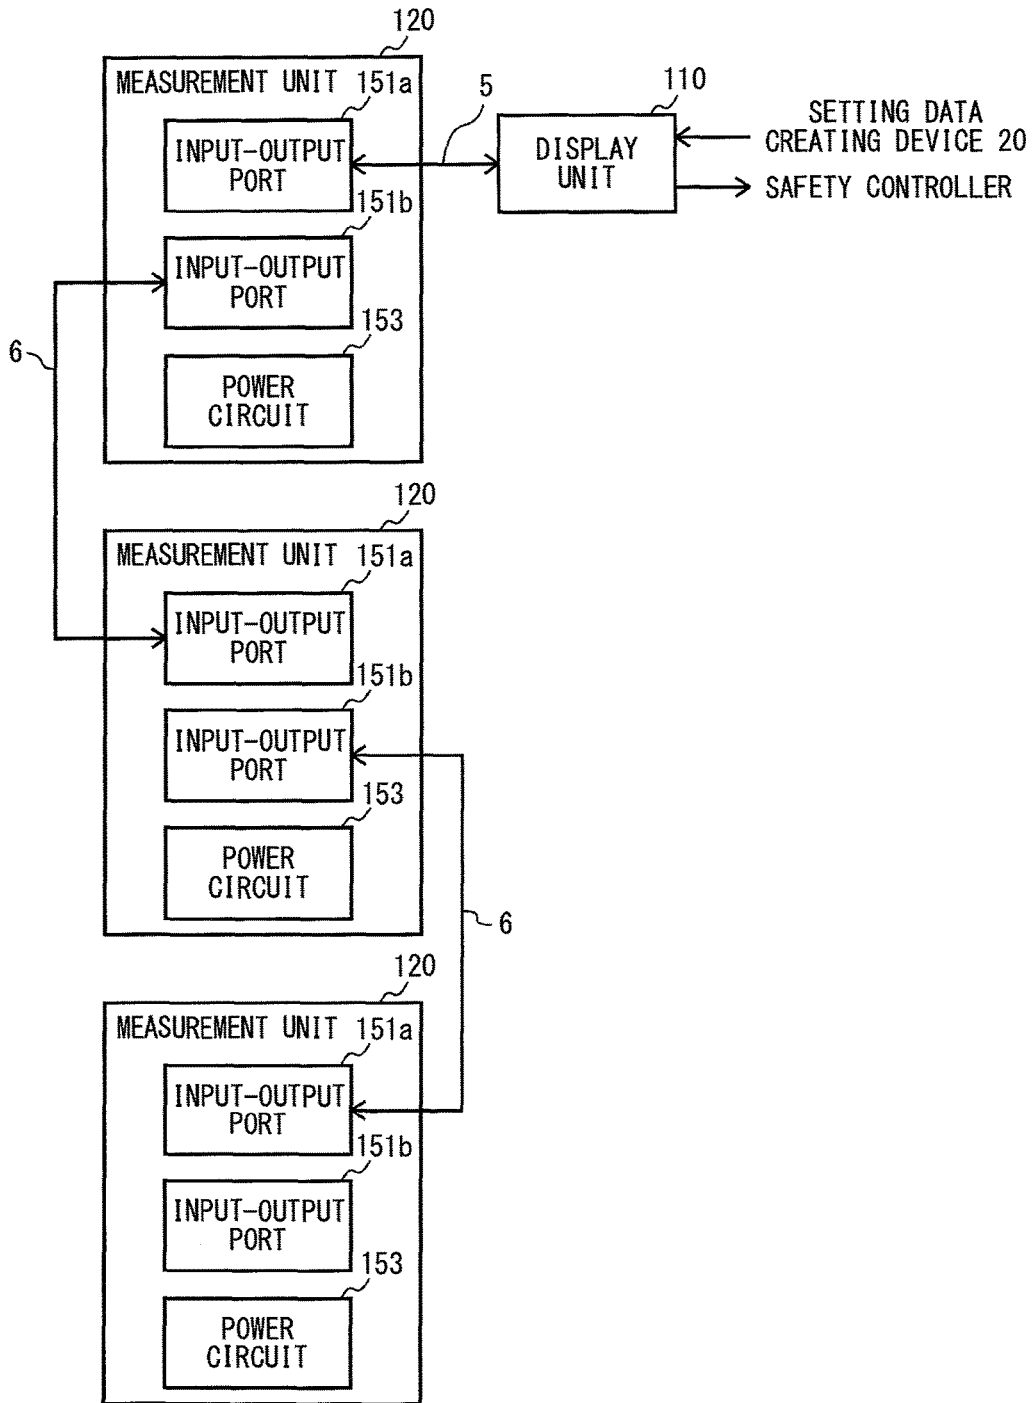 120
MEASUREMENT UNIT 151a
INPUT-OUTPUT
PORT
151b
INPUT-OUTPUT
PORT
153
POWER
CIRCUIT
5
110
DISPLAY
UNIT
SETTING DATA
CREATING DEVICE 20
SAFETY CONTROLLER
6
120
MEASUREMENT UNIT 151a
INPUT-OUTPUT
PORT
151b
INPUT-OUTPUT
PORT
153
POWER
CIRCUIT
6
120
MEASUREMENT UNIT 151a
INPUT-OUTPUT
PORT
151b
INPUT-OUTPUT
PORT
153
POWER
CIRCUIT